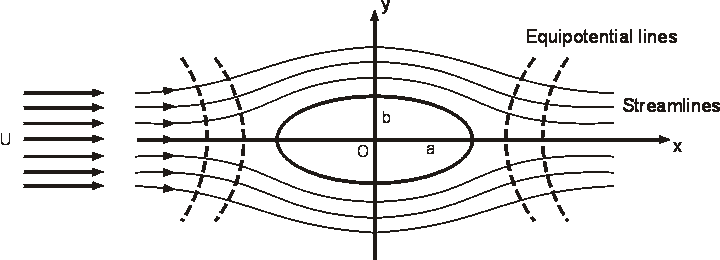 y
Equipotential lines
Streamlines
U
b
O
a
x